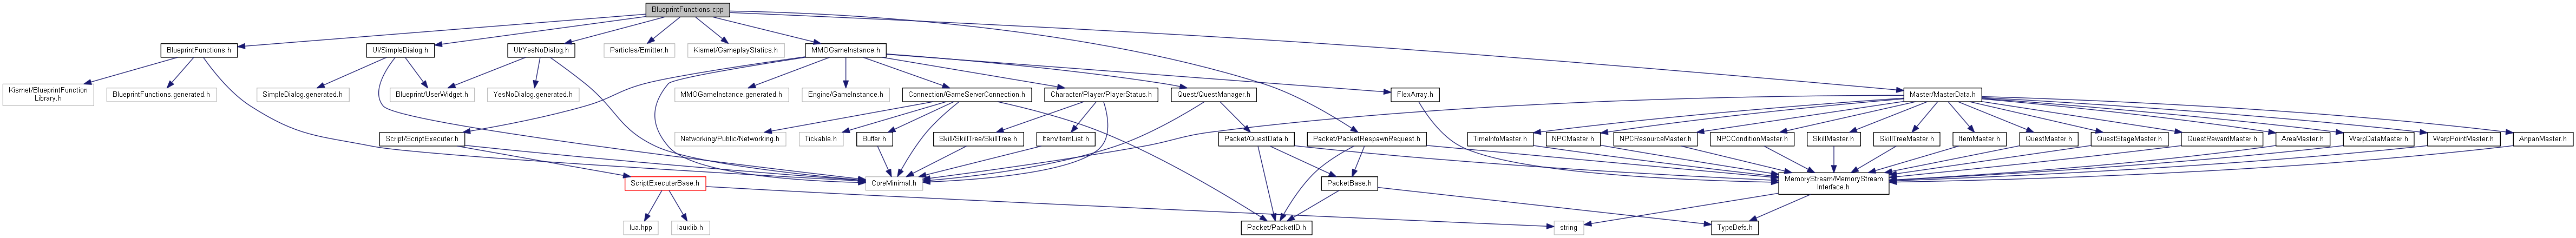 BlueprintFunctions.cpp
BlueprintFunctions.h
UI/SimpleDialog.h
UI/YesNoDialog.h
Particles/Emitter.h
Kismet/GameplayStatics.h
MMOGameInstance.h
Kismet/BlueprintFunction
Library.h
BlueprintFunctions.generated.h
SimpleDialog.generated.h
Blueprint/UserWidget.h
YesNoDialog.generated.h
MMOGameInstance.generated.h
Engine/GameInstance.h
Connection/GameServerConnection.h
Character/Player/PlayerStatus.h
Quest/QuestManager.h
FlexArray.h
Master/MasterData.h
Script/ScriptExecuter.h
Networking/Public/Networking.h
Tickable.h
Buffer.h
Skill/SkillTree/SkillTree.h
Item/ItemList.h
Packet/QuestData.h
Packet/PacketRespawnRequest.h
TimeInfoMaster.h
NPCMaster.h
NPCResourceMaster.h
NPCConditionMaster.h
SkillMaster.h
SkillTreeMaster.h
ItemMaster.h
QuestMaster.h
QuestStageMaster.h
QuestRewardMaster.h
AreaMaster.h
WarpDataMaster.h
WarpPointMaster.h
AnpanMaster.h
ScriptExecuterBase.h
CoreMinimal.h
PacketBase.h
MemoryStream/MemoryStream
Interface.h
lua.hpp
lauxlib.h
Packet/PacketID.h
string
TypeDefs.h